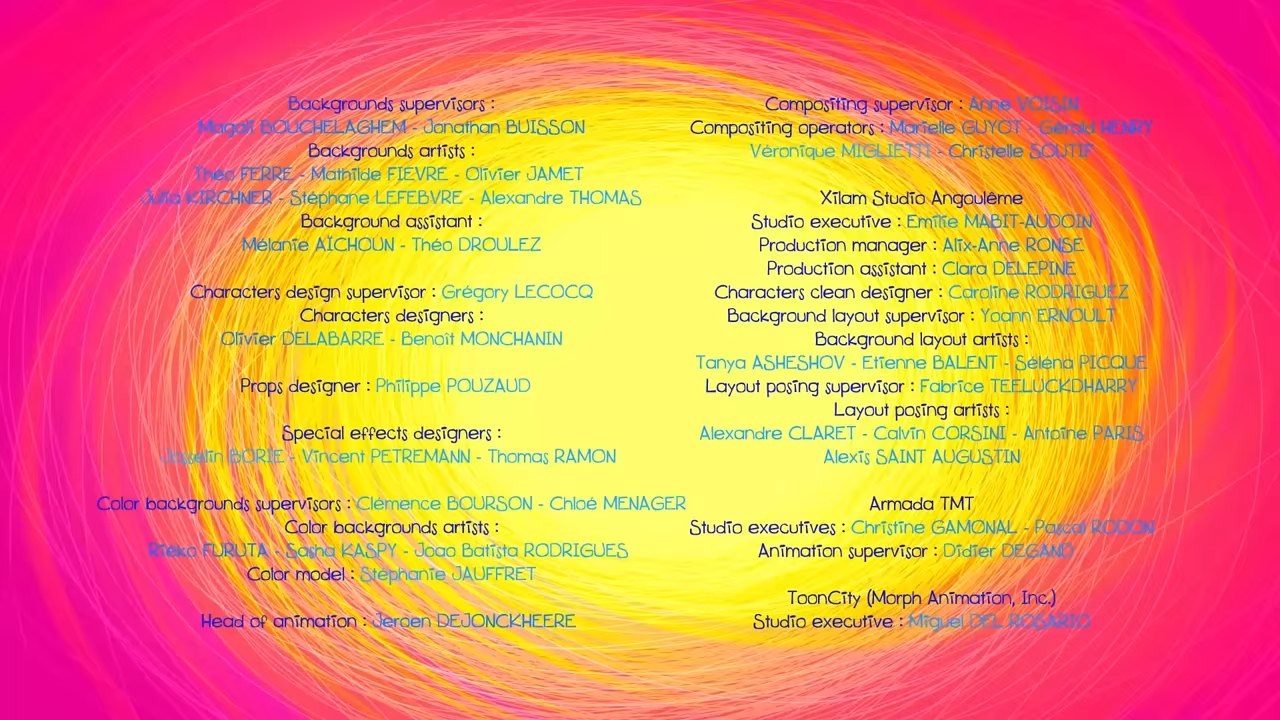 Backgrounds supervisors :
Magali BOUCHELAGHEM - Jonathan BUISSON
Backgrounds artists :
Théo FERRE - Mathilde FIEVRE - Olivier JAMET
Julia KIRCHNER - Stéphane LEFEBVRE - Alexandre THOMAS
Background assistant :
Mélanie AÏCHOUN - Théo DROULEZ
Characters design supervisor : Grégory LECOCQ
Characters designers :
Olivier DELABARRE - Benoît MONCHANIN
Props designer : Philippe POUZAUD
Special effects designers :
Josselin BORIE - Vincent PETREMANN - Thomas RAMON
Color backgrounds supervisors : Clémence BOURSON - Chloé MENAGER
Color backgrounds artists :
Riéko FURUTA - Sasha KASPY - Joao Batista RODRIGUES
Color model : Stéphanie JAUFFRET
Head of animation : Jeroen DEJONCKHEERE
Compositing supervisor : Anne VOISIN
Compositing operators : Marielle GUYOT - Gérald HENRY
Véronique MIGLIETTI - Christelle SOUTIF
Xilam Studio Angoulême
Studio executive : Emilie MABIT-AUDOIN
Production manager : Alix-Anne RONSE
Production assistant : Clara DELEPINE
Characters clean designer : Caroline RODRIGUEZ
Background layout supervisor : Yoann ERNOULT
Background layout artists :
Tanya ASHESHOV - Etienne BALENT - Séléna PICQUE
Layout posing supervisor : Fabrice TEELUCKDHARRY
Layout posing artists :
Alexandre CLARET - Calvin CORSINI - Antoine PARIS
Alexis SAINT AUGUSTIN
Armada TMT
Studio executives : Christine GAMONAL - Pascal RODON
Animation supervisor : Didier DEGAND
ToonCity (Morph Animation, Inc.)
Studio executive : Miguel DEL ROSARIO